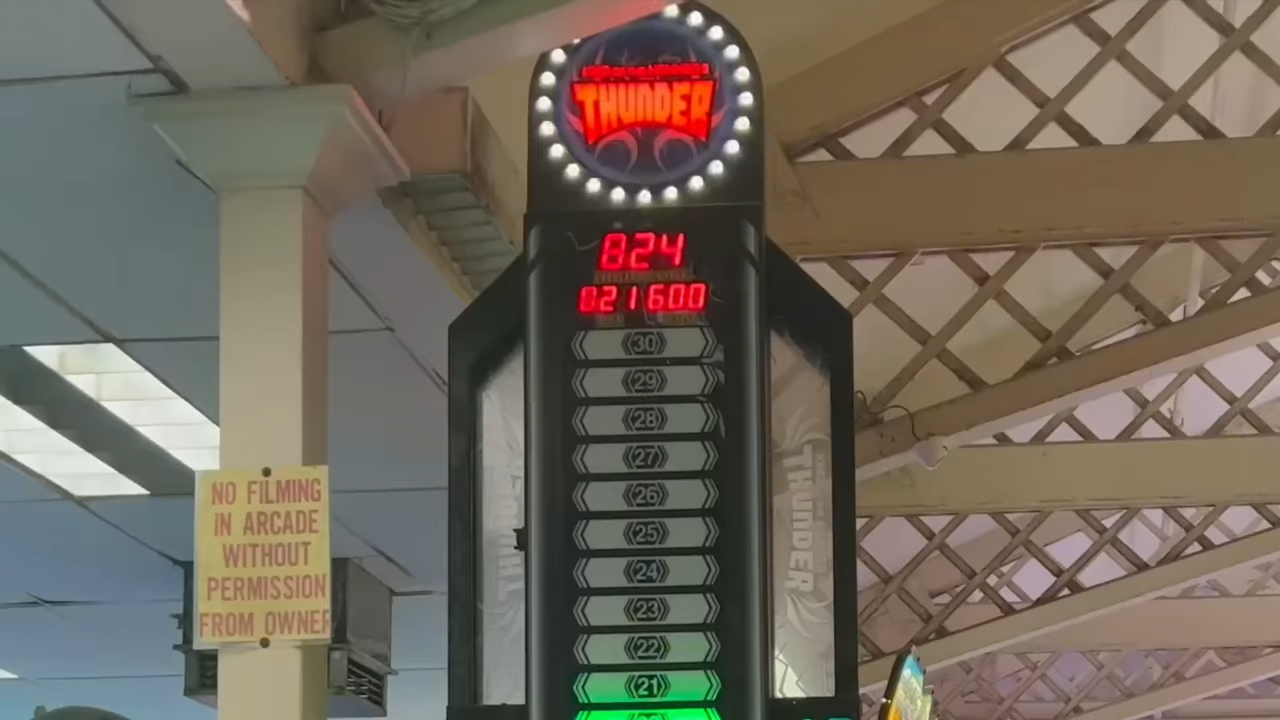 THUNDER
824
021600
30
29
28
27
26
25
24
23
22
21
THUNDER
NO FILMING
IN ARCADE
WITHOUT
PERMISSION
FROM OWNER